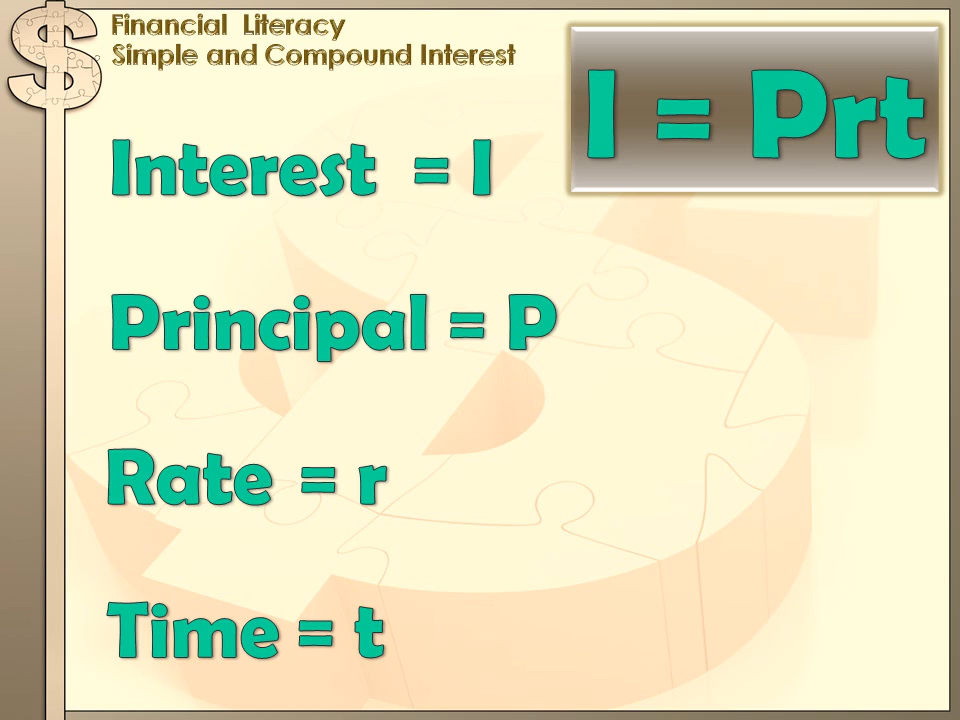 Financial Literacy
Simple and Compound Interest
I = Prt
Interest = I
Principal = P
Rate = r
Time = t